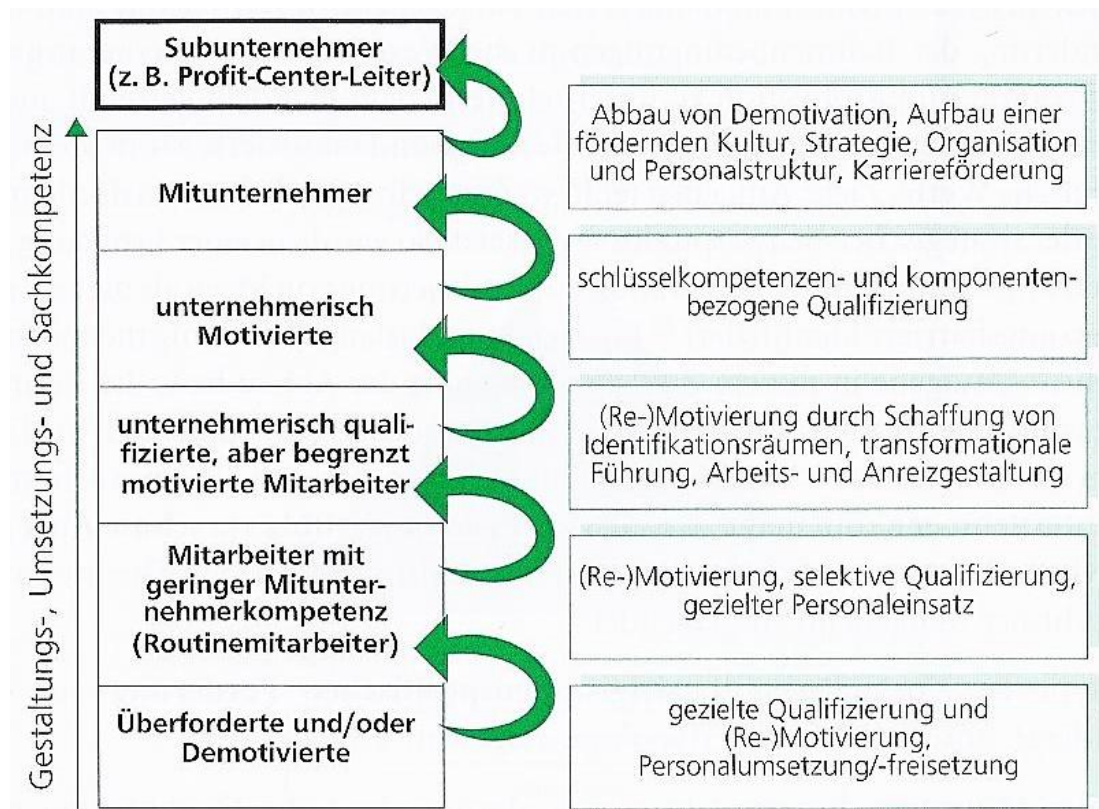 Subunternehmer
(z. B. Profit-Center-Leiter)
Gestaltungs-, Umsetzungs- und Sachkompetenz
Mitunternehmer
Abbau von Demotivation, Aufbau einer
fördernden Kultur, Strategie, Organisation
und Personalstruktur, Karriereförderung
unternehmerisch
Motivierte
schlüsselkompetenzen- und komponenten-
bezogene Qualifizierung
unternehmerisch quali-
fizierte, aber begrenzt
motivierte Mitarbeiter
(Re-)Motivierung durch Schaffung von
Identifikationsräumen, transformationale
Führung, Arbeits- und Anreizgestaltung
Mitarbeiter mit
geringer Mitunter-
nehmerkompetenz
(Routinemitarbeiter)
(Re-)Motivierung, selektive Qualifizierung,
gezielter Personaleinsatz
Überforderte und/oder
Demotivierte
gezielte Qualifizierung und
(Re-)Motivierung,
Personalumsetzung/-freisetzung